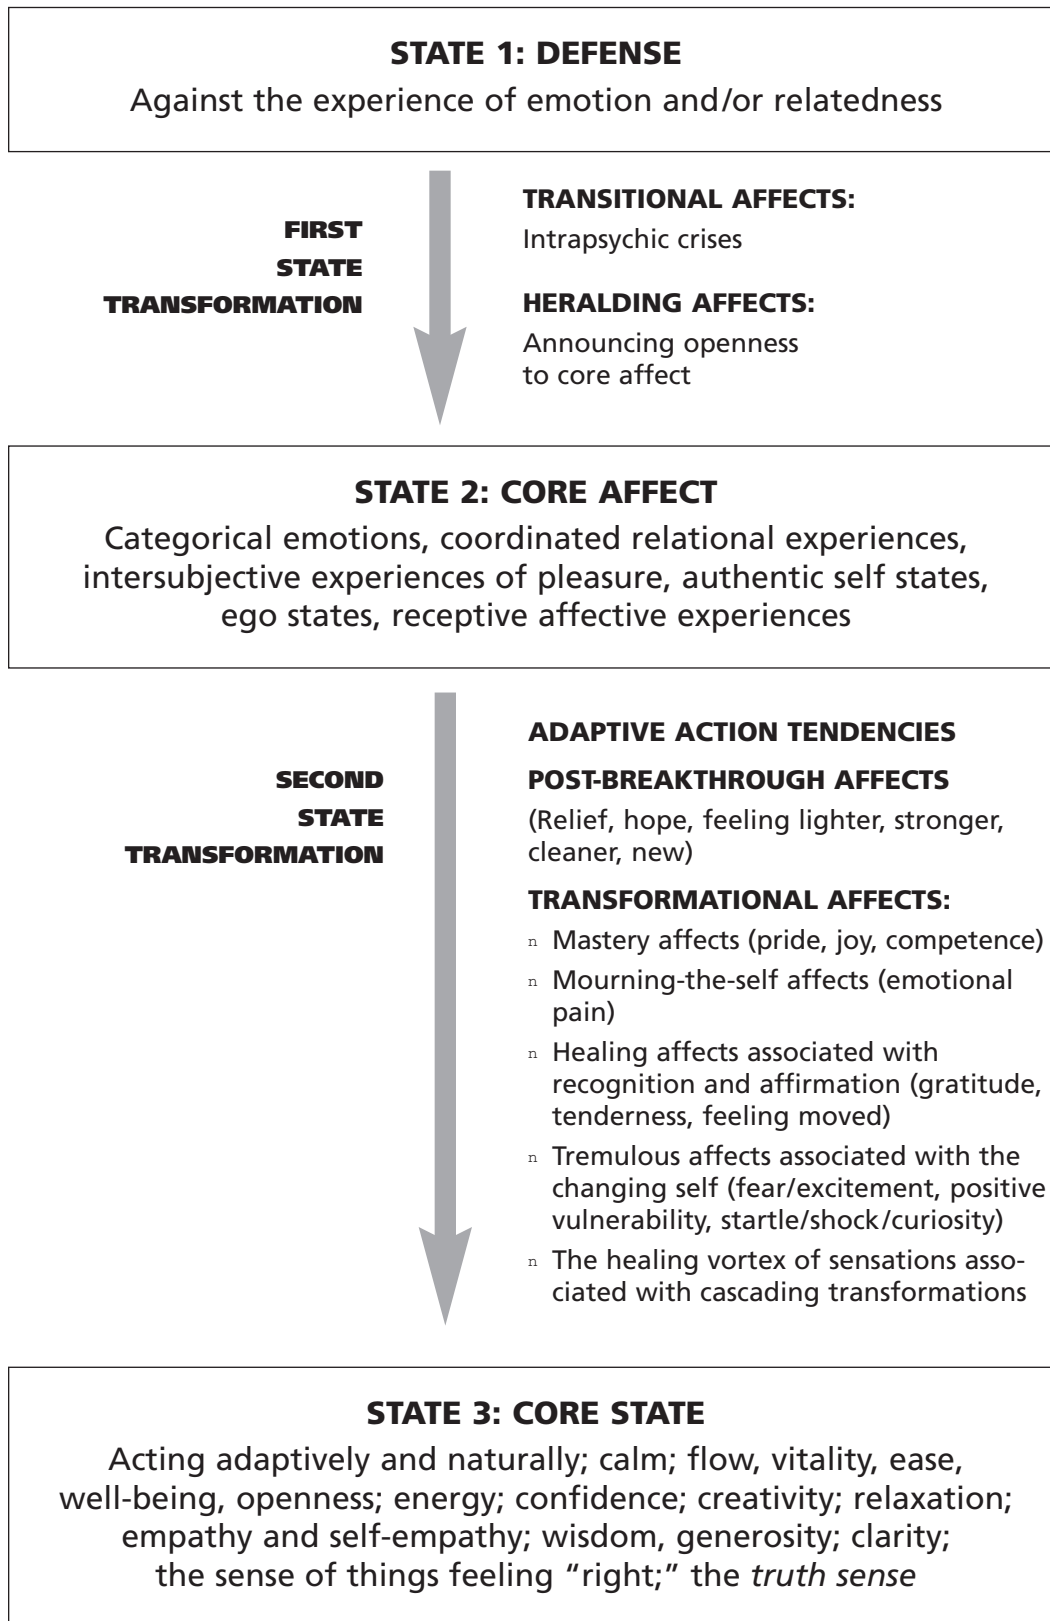 STATE 1: DEFENSE
Against the experience of emotion and/or relatedness
FIRST
STATE
TRANSFORMATION
TRANSITIONAL AFFECTS:
Intrapsychic crises
HERALDING AFFECTS:
Announcing openness
to core affect
STATE 2: CORE AFFECT
Categorical emotions, coordinated relational experiences,
intersubjective experiences of pleasure, authentic self states,
ego states, receptive affective experiences
SECOND
STATE
TRANSFORMATION
ADAPTIVE ACTION TENDENCIES
POST-BREAKTHROUGH AFFECTS
(Relief, hope, feeling lighter, stronger,
cleaner, new)
TRANSFORMATIONAL AFFECTS:
n Mastery affects (pride, joy, competence)
n Mourning-the-self affects (emotional
pain)
n Healing affects associated with
recognition and affirmation (gratitude,
tenderness, feeling moved)
n Tremulous affects associated with the
changing self (fear/excitement, positive
vulnerability, startle/shock/curiosity)
n The healing vortex of sensations asso-
ciated with cascading transformations
STATE 3: CORE STATE
Acting adaptively and naturally; calm; flow, vitality, ease,
well-being, openness; energy; confidence; creativity; relaxation;
empathy and self-empathy; wisdom, generosity; clarity;
the sense of things feeling “right;” the truth sense